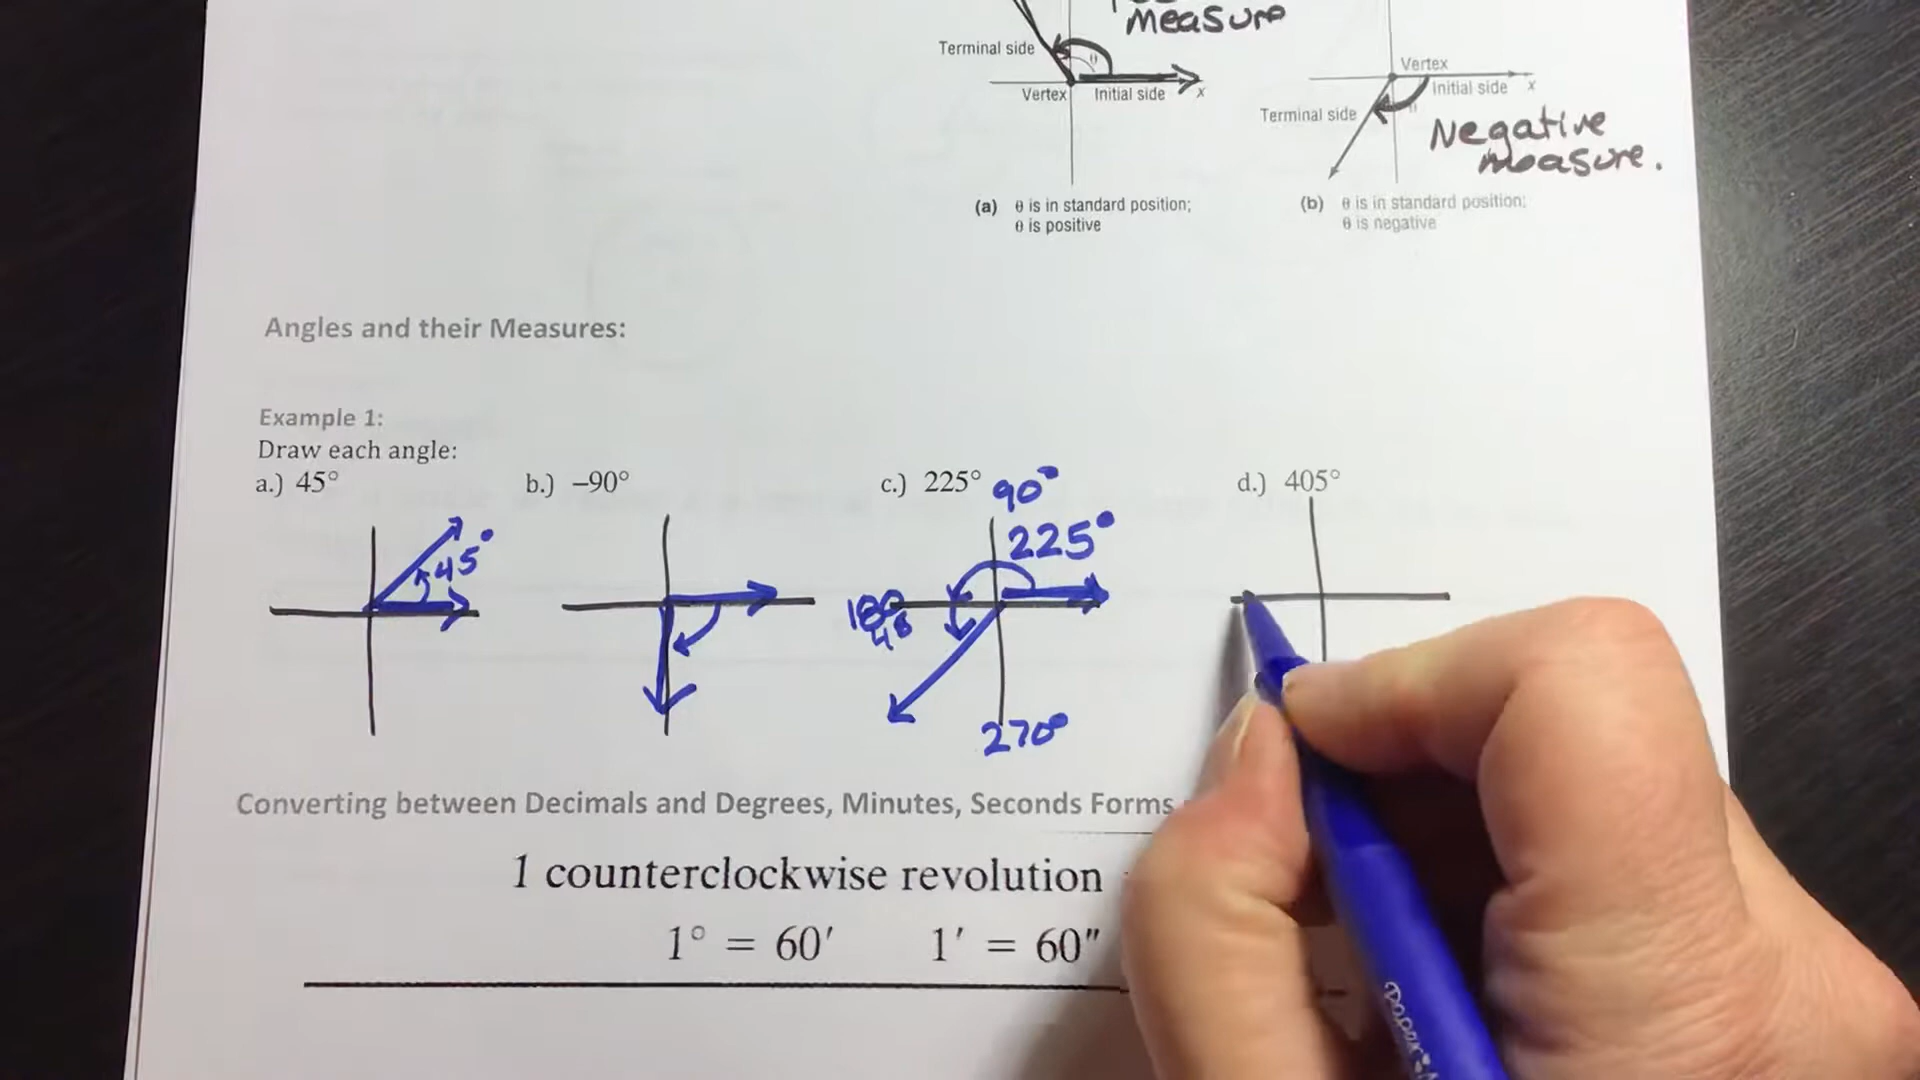 measure
Terminal side
θ
Vertex
Initial side
x
Vertex
Initial side
x
Terminal side
Negative
measure.
(a) θ is in standard position;
θ is positive
(b) θ is in standard position;
θ is negative
Angles and their Measures:
Example 1:
Draw each angle:
a.) 45° b.) –90° c.) 225° d.) 405°
90°
45°
225°
180
45
270°
Converting between Decimals and Degrees, Minutes, Seconds Forms
1 counterclockwise revolution
1° = 60′ 1′ = 60″